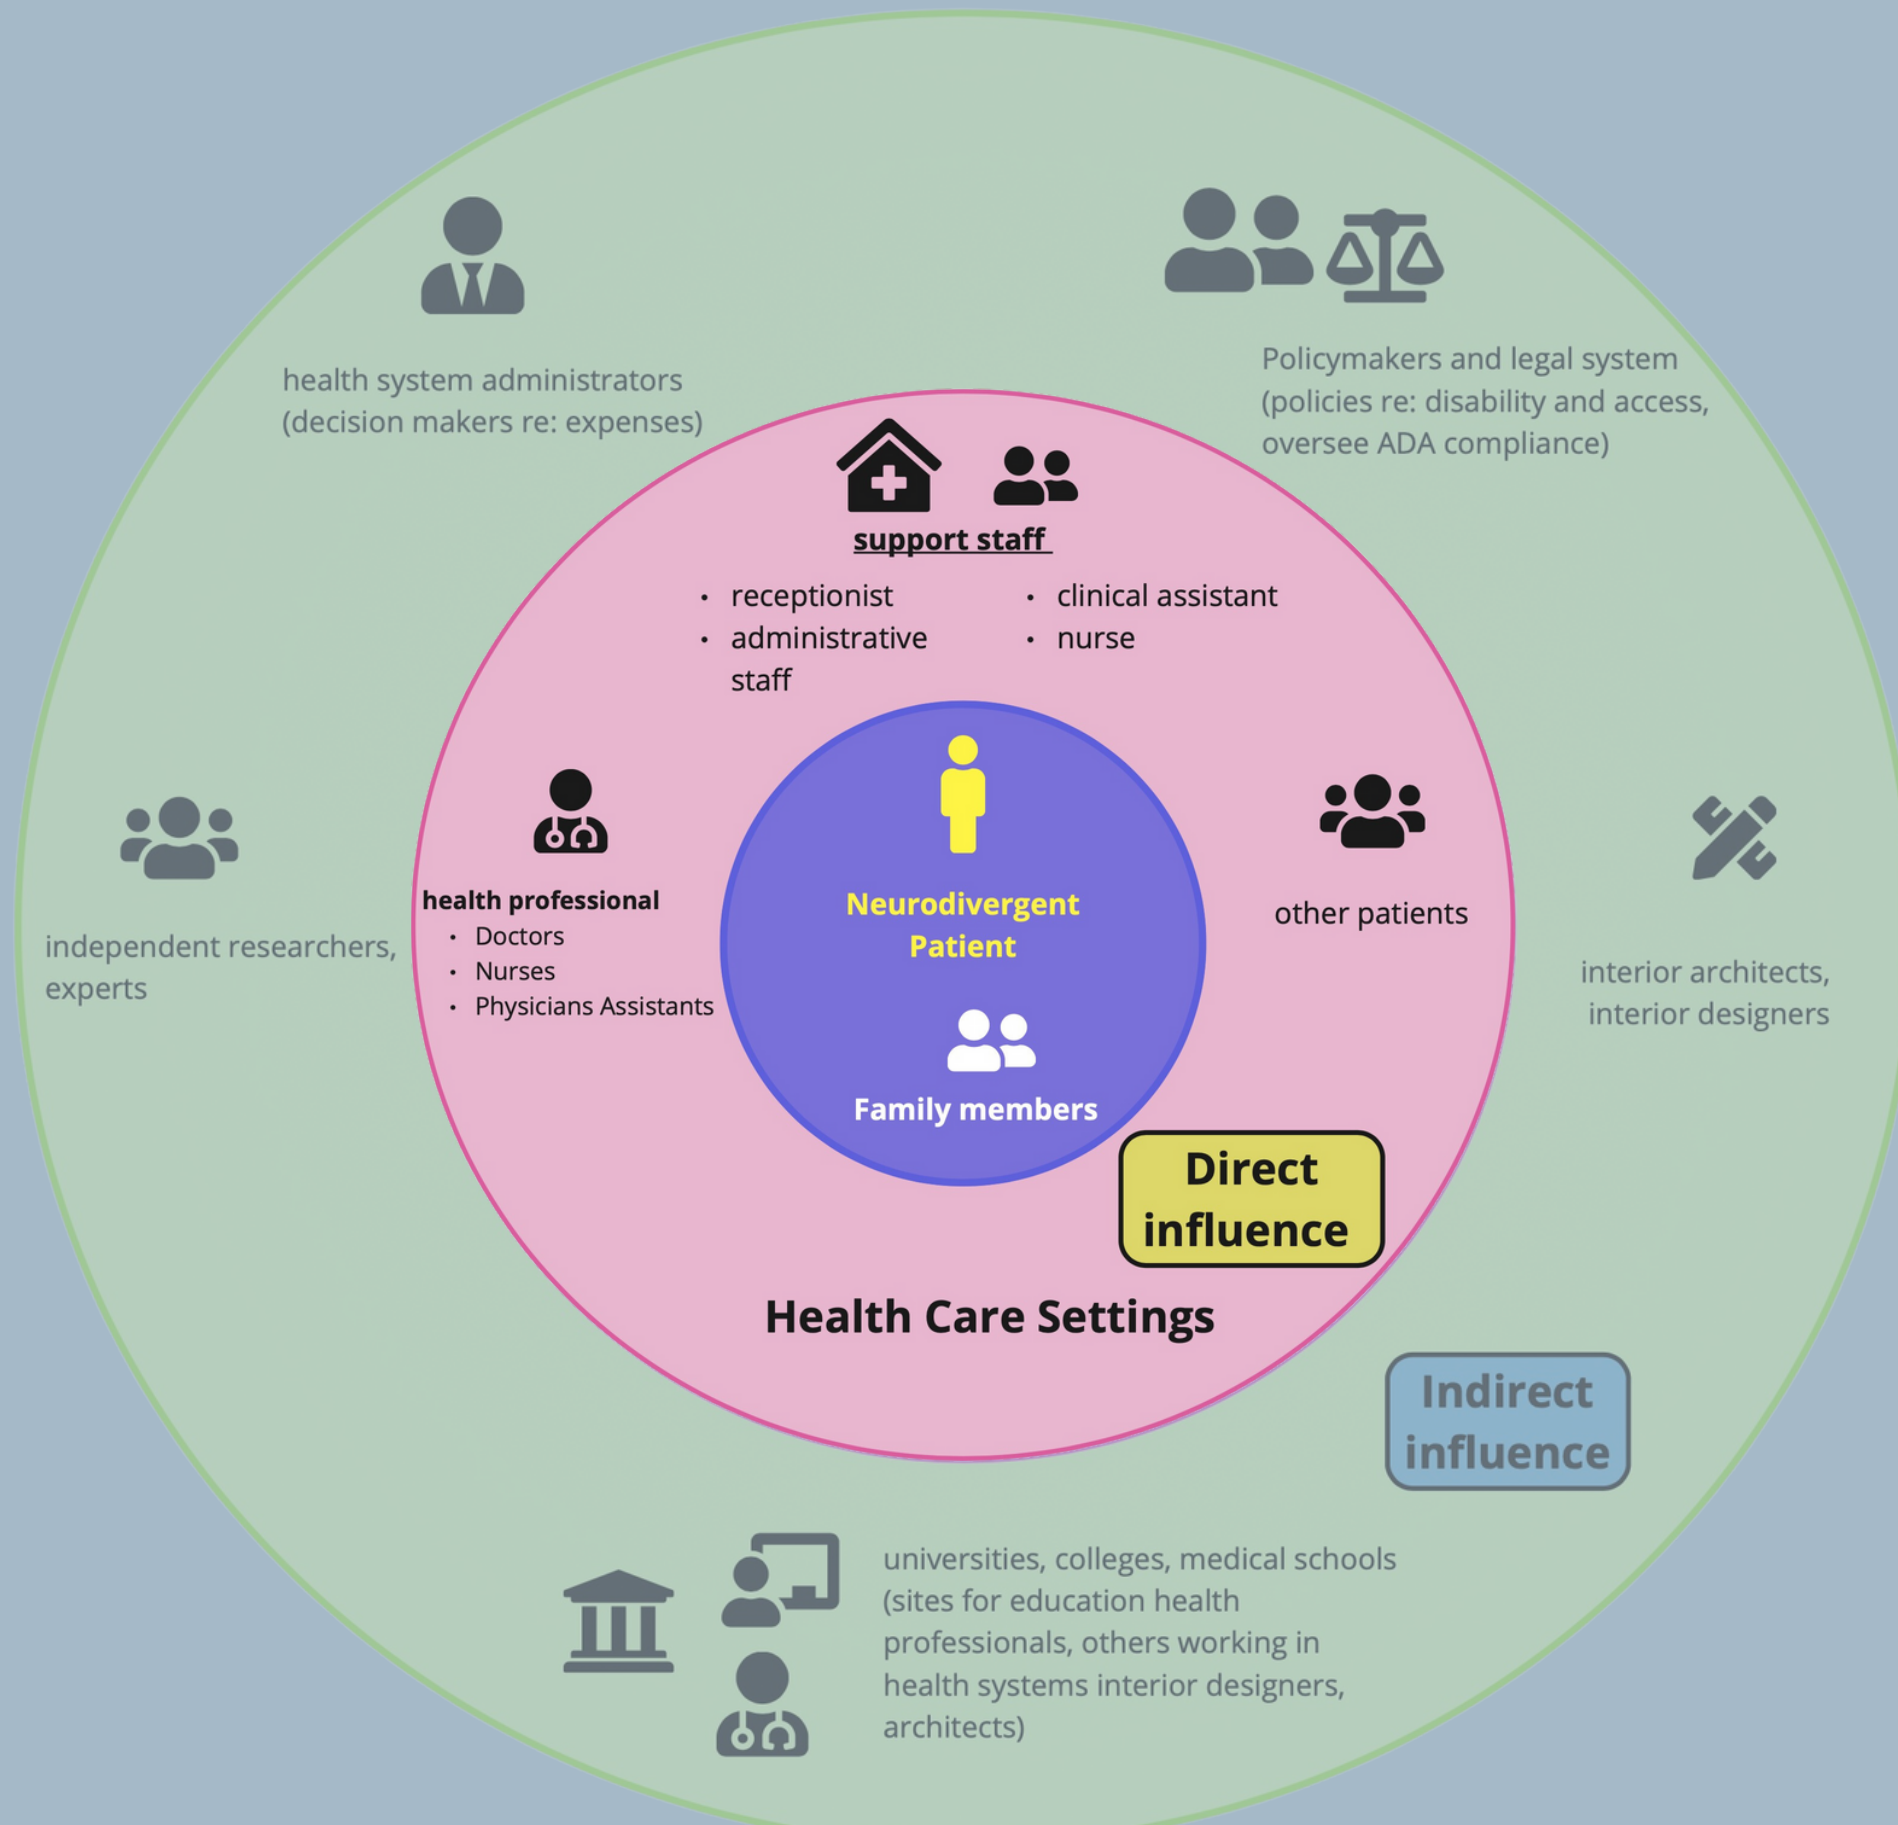 health system administrators
(decision makers re: expenses)
Policymakers and legal system
(policies re: disability and access,
oversee ADA compliance)
support staff
• receptionist
• administrative
staff
• clinical assistant
• nurse
independent researchers,
experts
health professional
• Doctors
• Nurses
• Physicians Assistants
Neurodivergent
Patient
Family members
other patients
interior architects,
interior designers
Direct
influence
Health Care Settings
Indirect
influence
universities, colleges, medical schools
(sites for education health
professionals, others working in
health systems interior designers,
architects)